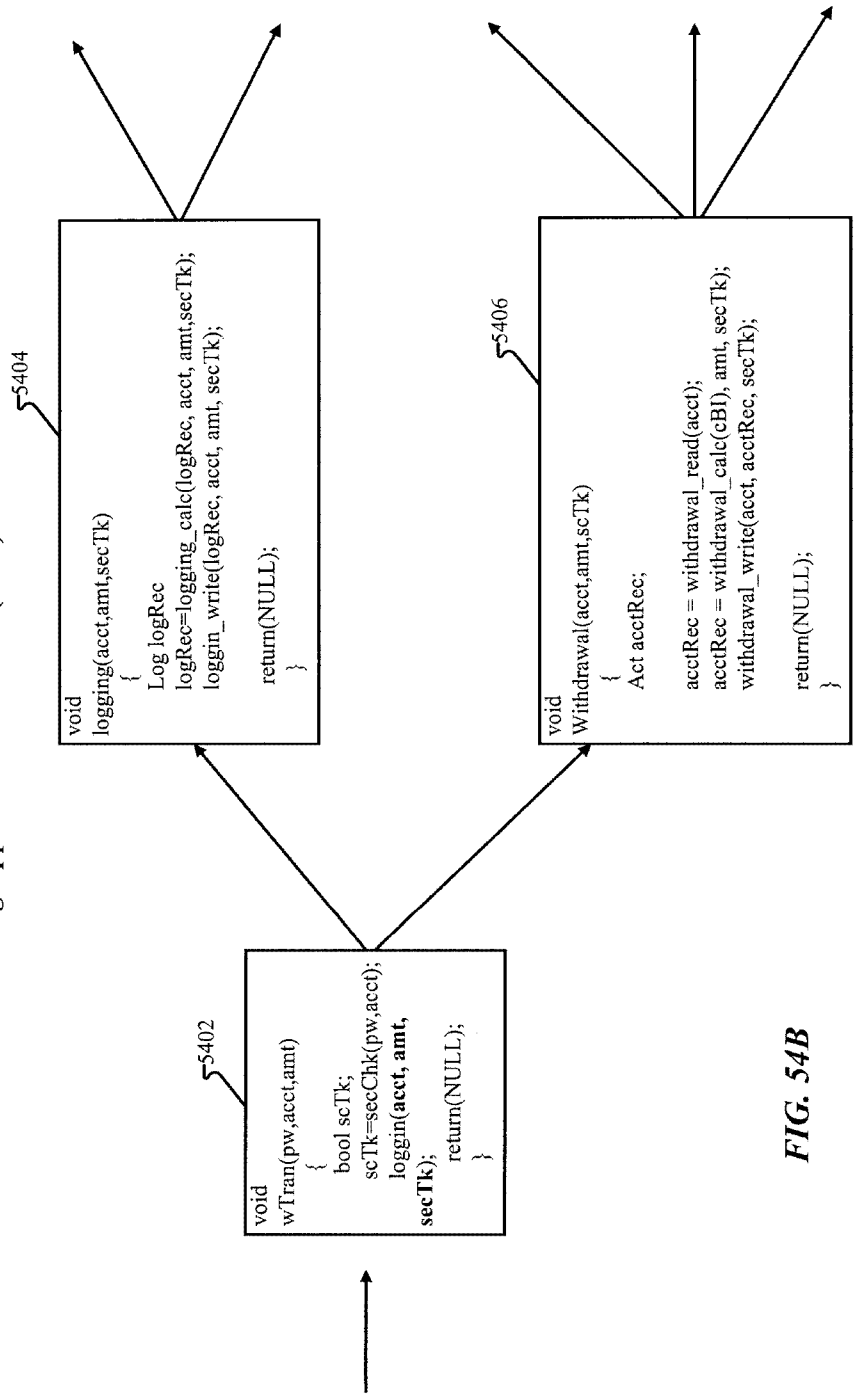 5402
void
wTran(pw,acct,amt)
{
bool scTk;
scTk=secChk(pw,acct);
loggin(acct, amt,
secTk);
return(NULL);
}
5404
void
logging(acct,amt,secTk)
{
Log logRec
logRec=logging_calc(logRec, acct, amt,secTk);
loggin_write(logRec, acct, amt, secTk);
return(NULL);
}
5406
void
Withdrawal(acct,amt,scTk)
{
Act acctRec;
acctRec = withdrawal_read(acct);
acctRec = withdrawal_calc(cBI), amt, secTk);
withdrawal_write(acct, acctRec, secTk);
return(NULL);
}
FIG. 54B